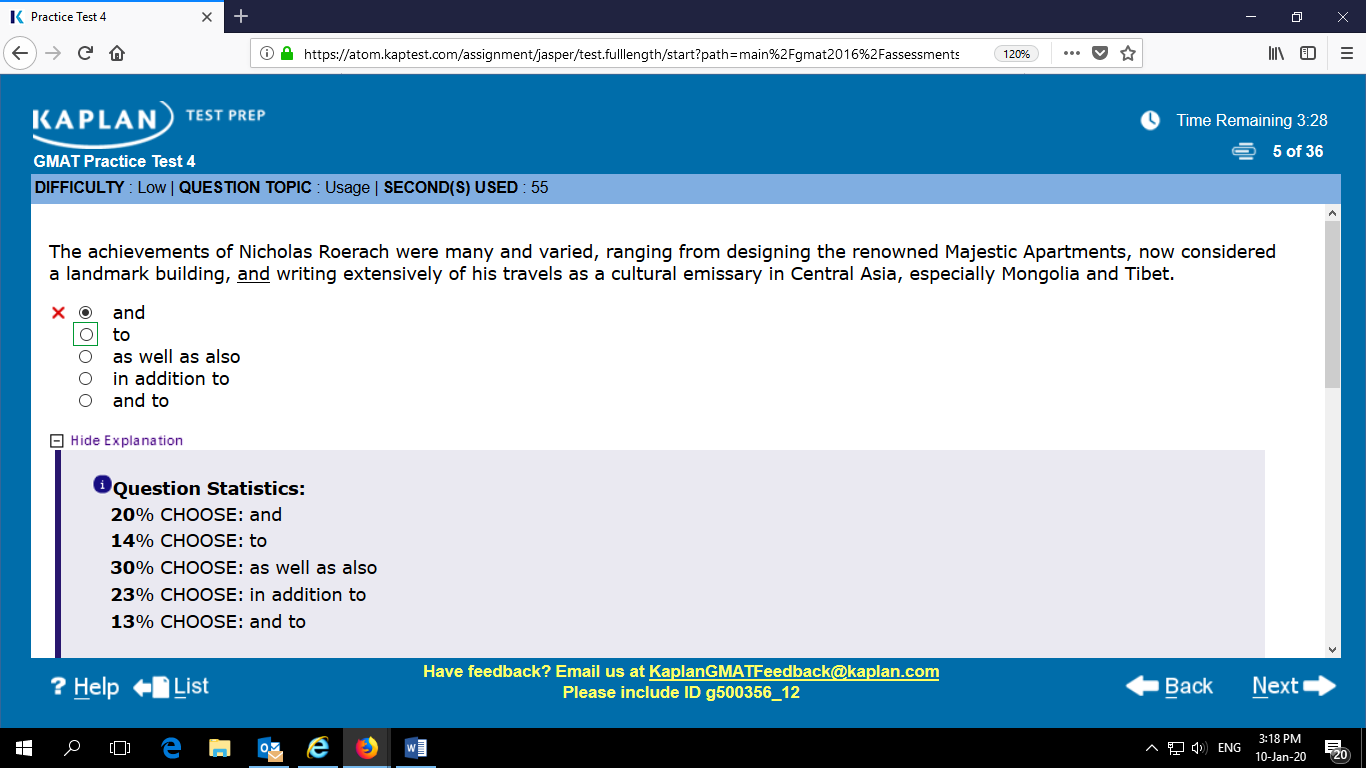 Practice Test 4
https://atom.kaptest.com/assignment/jasper/test.fulllength/start?path=main%2Fgmat2016%2Fassessments
120%
KAPLAN TEST PREP
Time Remaining 3:28
GMAT Practice Test 4
5 of 36
DIFFICULTY : Low | QUESTION TOPIC : Usage | SECOND(S) USED : 55
The achievements of Nicholas Roerach were many and varied, ranging from designing the renowned Majestic Apartments, now considered
a landmark building, and writing extensively of his travels as a cultural emissary in Central Asia, especially Mongolia and Tibet.
and
to
as well as also
in addition to
and to
Hide Explanation
Question Statistics:
20% CHOOSE: and
14% CHOOSE: to
30% CHOOSE: as well as also
23% CHOOSE: in addition to
13% CHOOSE: and to
Have feedback? Email us at KaplanGMATFeedback@kaplan.com
Please include ID g500356_12
? Help
List
Back
Next
ENG
3:18 PM
10-Jan-20
20